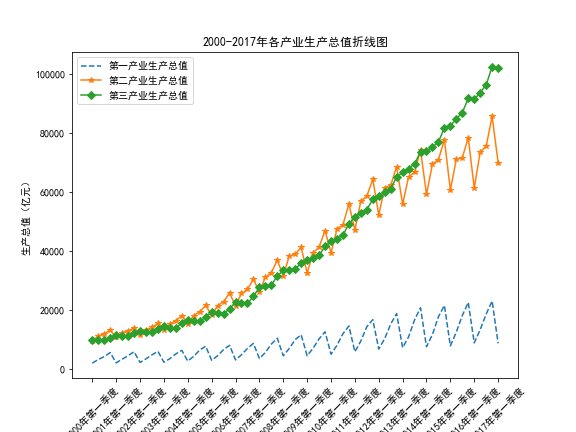 2000-2017年各产业生产总值折线图
第一产业生产总值
第二产业生产总值
第三产业生产总值
生产总值（亿元）
100000
80000
60000
40000
20000
0
00年第一季度
2001年第一季度
2002年第一季度
2003年第一季度
2004年第一季度
2005年第一季度
2006年第一季度
2007年第一季度
2008年第一季度
2009年第一季度
2010年第一季度
2011年第一季度
2012年第一季度
2013年第一季度
2014年第一季度
2015年第一季度
2016年第一季度
2017年第一季度